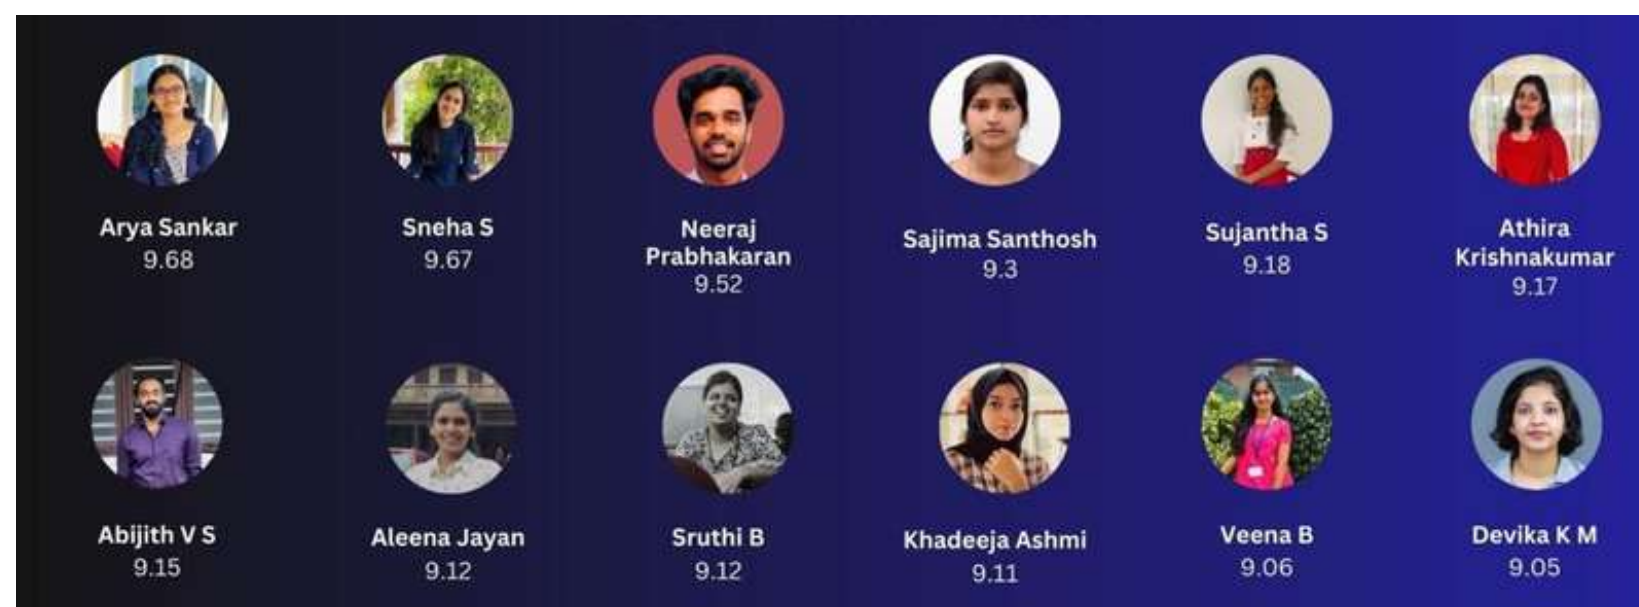 Arya Sankar
9.68
Sneha S
9.67
Neeraj
Prabhakaran
9.52
Sajima Santhosh
9.3
Sujantha S
9.18
Athira
Krishnakumar
9.17
Abijith V S
9.15
Aleena Jayan
9.12
Sruthi B
9.12
Khadeeja Ashmi
9.11
Veena B
9.06
Devika K M
9.05